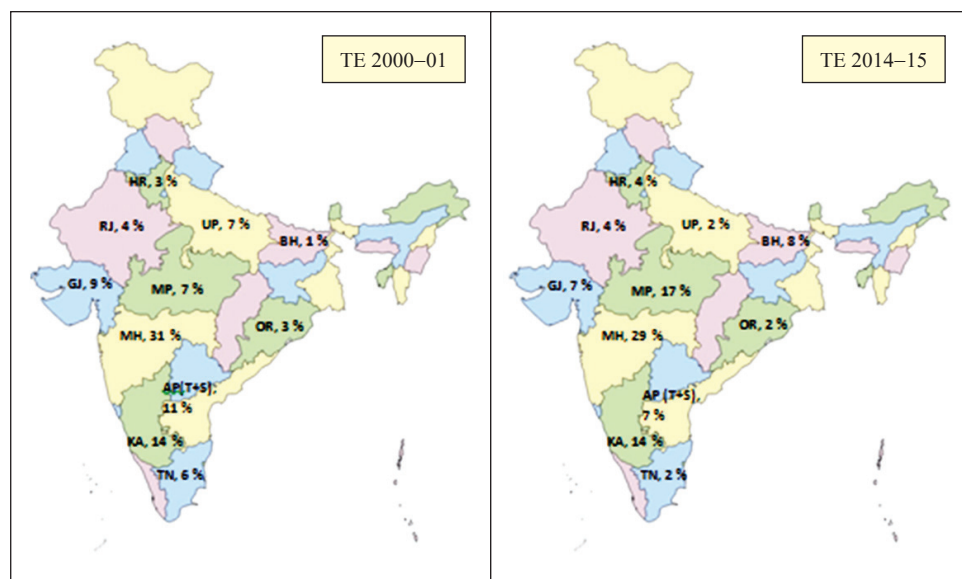 TE 2000–01
HR, 3 %
RJ, 4 %
UP, 7 %
BH, 1 %
GJ, 9 %
MP, 7 %
OR, 3 %
MH, 31 %
AP(T+S);
11 %
KA, 14 %
TN, 6 %
TE 2014–15
HR, 4 %
RJ, 4 %
UP, 2 %
BH, 8 %
GJ, 7 %
MP, 17 %
OR, 2 %
MH, 29 %
AP (T+S),
7 %
KA, 14 %
TN, 2 %